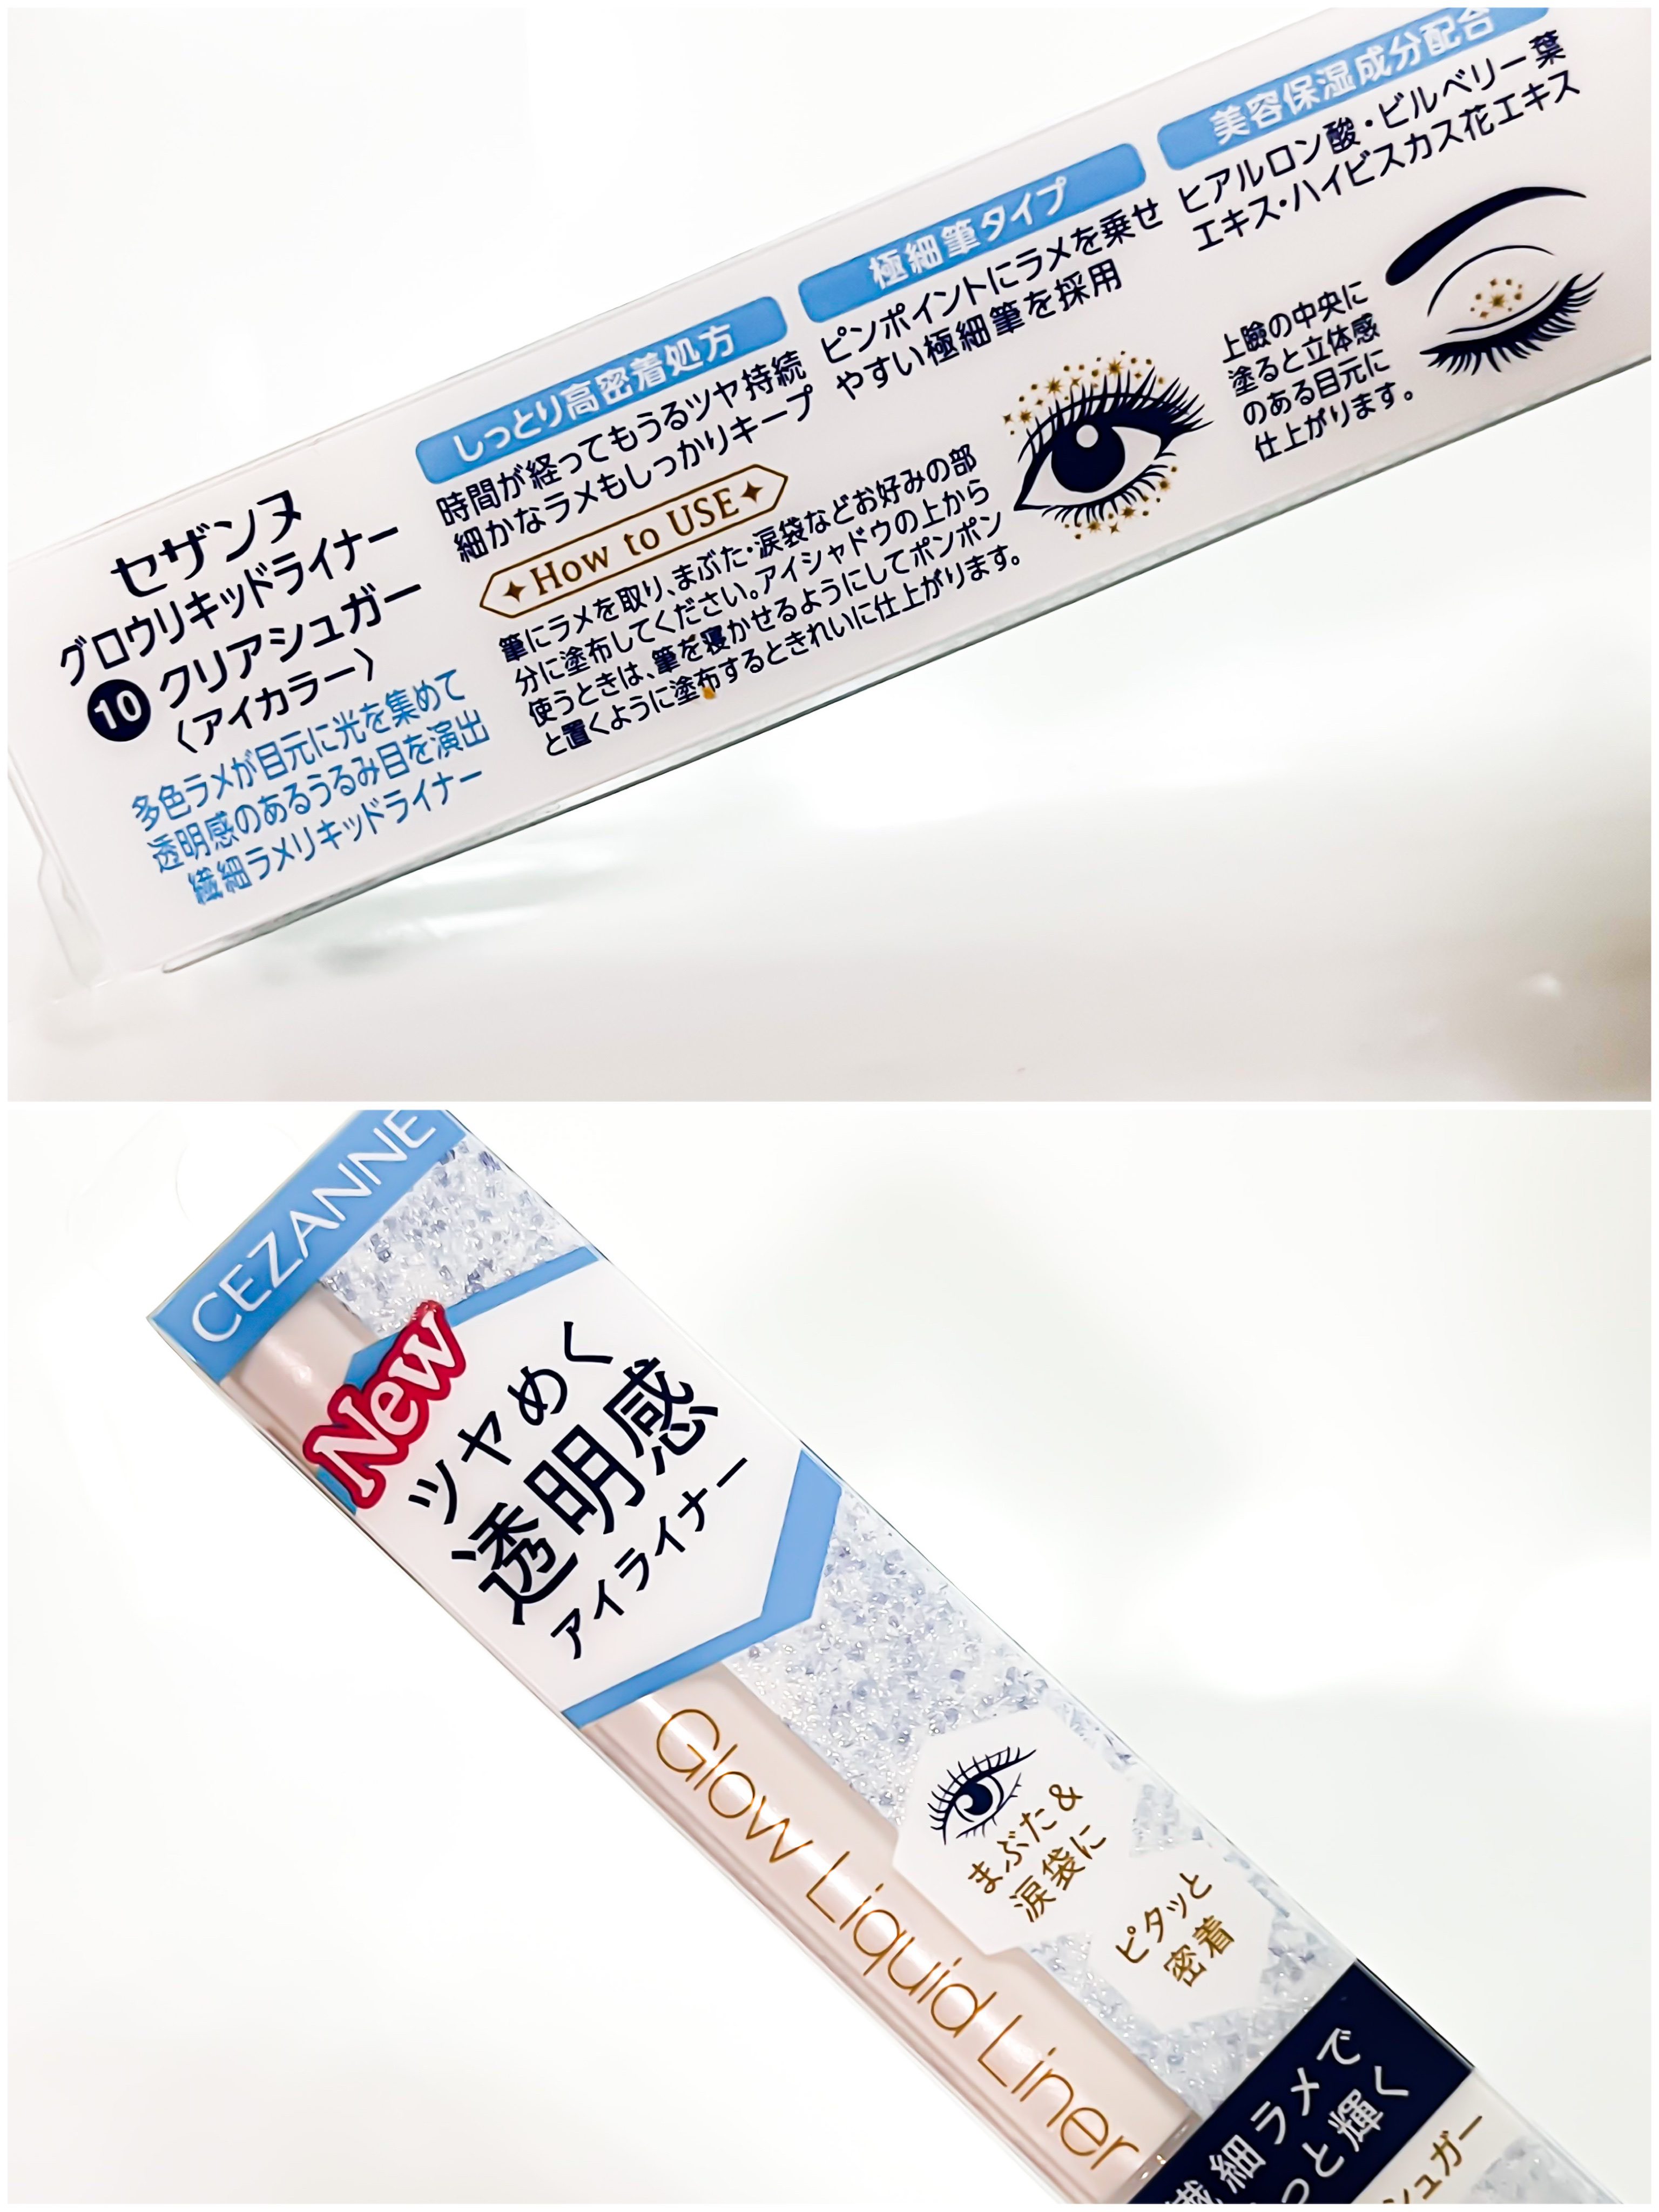 セザンヌ
グロウリキッドライナー
10 クリアシュガー
〈アイカラー〉
多色ラメが目元に光を集めて
透明感のあるうるみ目を演出
繊細ラメリキッドライナー
しっとり高密着処方
時間が経ってもうるツヤ持続
細かなラメもしっかりキープ
極細筆タイプ
ピンポイントにラメを乗せ
やすい極細筆を採用
美容保湿成分配合
ヒアルロン酸・ビルベリー葉
エキス・ハイビスカス花エキス
How to USE
筆にラメを取り、まぶた・涙袋などお好みの部
分に塗布してください。アイシャドウの上から
使うときは、筆を寝かせるようにしてポンポン
と置くように塗布するときれいに仕上がります。
上瞼の中央に
塗ると立体感
のある目元に
仕上がります。
CEZANNE
New
ツヤめく
透明感
アイライナー
Glow Liquid Liner
まぶた&
涙袋に
ピタッと
密着
繊細ラメで
っと輝く
シュガー